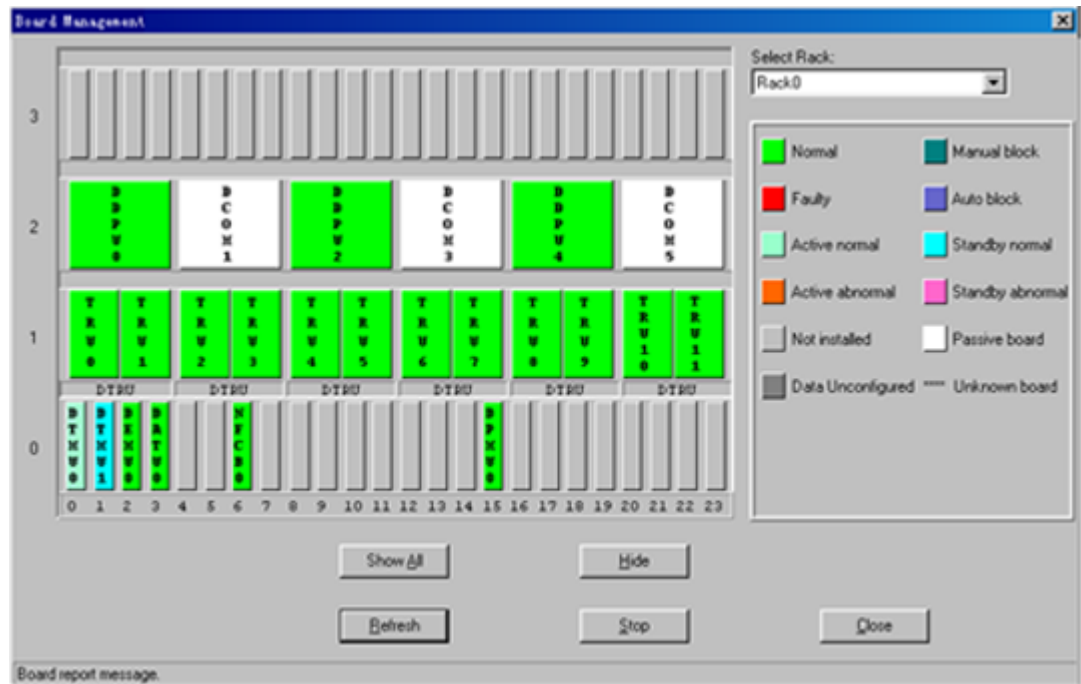 Board Management
Select Rack:
Rack0
3
Normal
Manual block
Faulty
Auto block
Active normal
Standby normal
Active abnormal
Standby abnormal
Not installed
Passive board
Data Unconfigured
Unknown board
2
DDPU0
DCOM1
DDPU2
DCOM3
DDPU4
DCOM5
1
TRU0
TRU1
TRU2
TRU3
TRU4
TRU5
TRU6
TRU7
TRU8
TRU9
TRU10
TRU11
DTRU
DTRU
DTRU
DTRU
DTRU
DTRU
0
DTMU0
DTMU1
DEMU0
DATU0
NFCB0
DPMU0
0 1 2 3 4 5 6 7 8 9 10 11 12 13 14 15 16 17 18 19 20 21 22 23
Show All
Hide
Refresh
Stop
Close
Board report message.